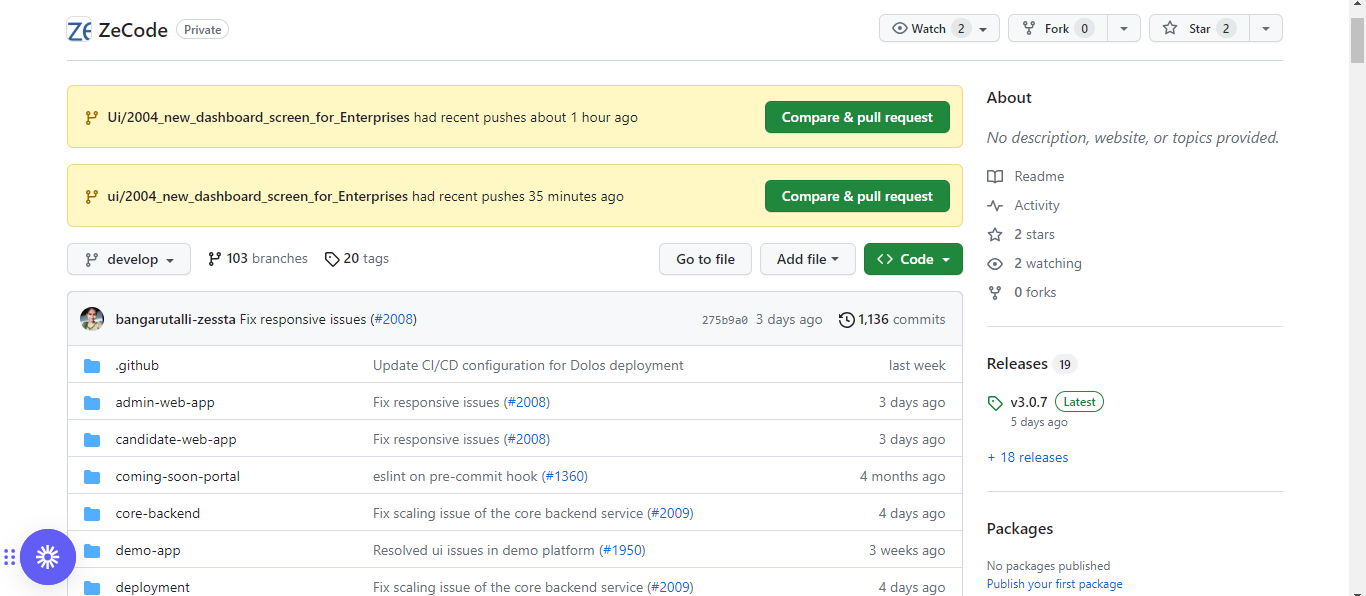 ZE ZeCode Private
Watch 2 Fork 0 Star 2
Ui/2004_new_dashboard_screen_for_Enterprises had recent pushes about 1 hour ago Compare & pull request
ui/2004_new_dashboard_screen_for_Enterprises had recent pushes 35 minutes ago Compare & pull request
develop 103 branches 20 tags Go to file Add file <> Code
bangarutalli-zessta Fix responsive issues (#2008) 275b9a0 3 days ago 1,136 commits
.github Update CI/CD configuration for Dolos deployment last week
admin-web-app Fix responsive issues (#2008) 3 days ago
candidate-web-app Fix responsive issues (#2008) 3 days ago
coming-soon-portal eslint on pre-commit hook (#1360) 4 months ago
core-backend Fix scaling issue of the core backend service (#2009) 4 days ago
demo-app Resolved ui issues in demo platform (#1950) 3 weeks ago
deployment Fix scaling issue of the core backend service (#2009) 4 days ago
About
No description, website, or topics provided.
Readme
Activity
2 stars
2 watching
0 forks
Releases 19
v3.0.7 Latest
5 days ago
+ 18 releases
Packages
No packages published
Publish your first package